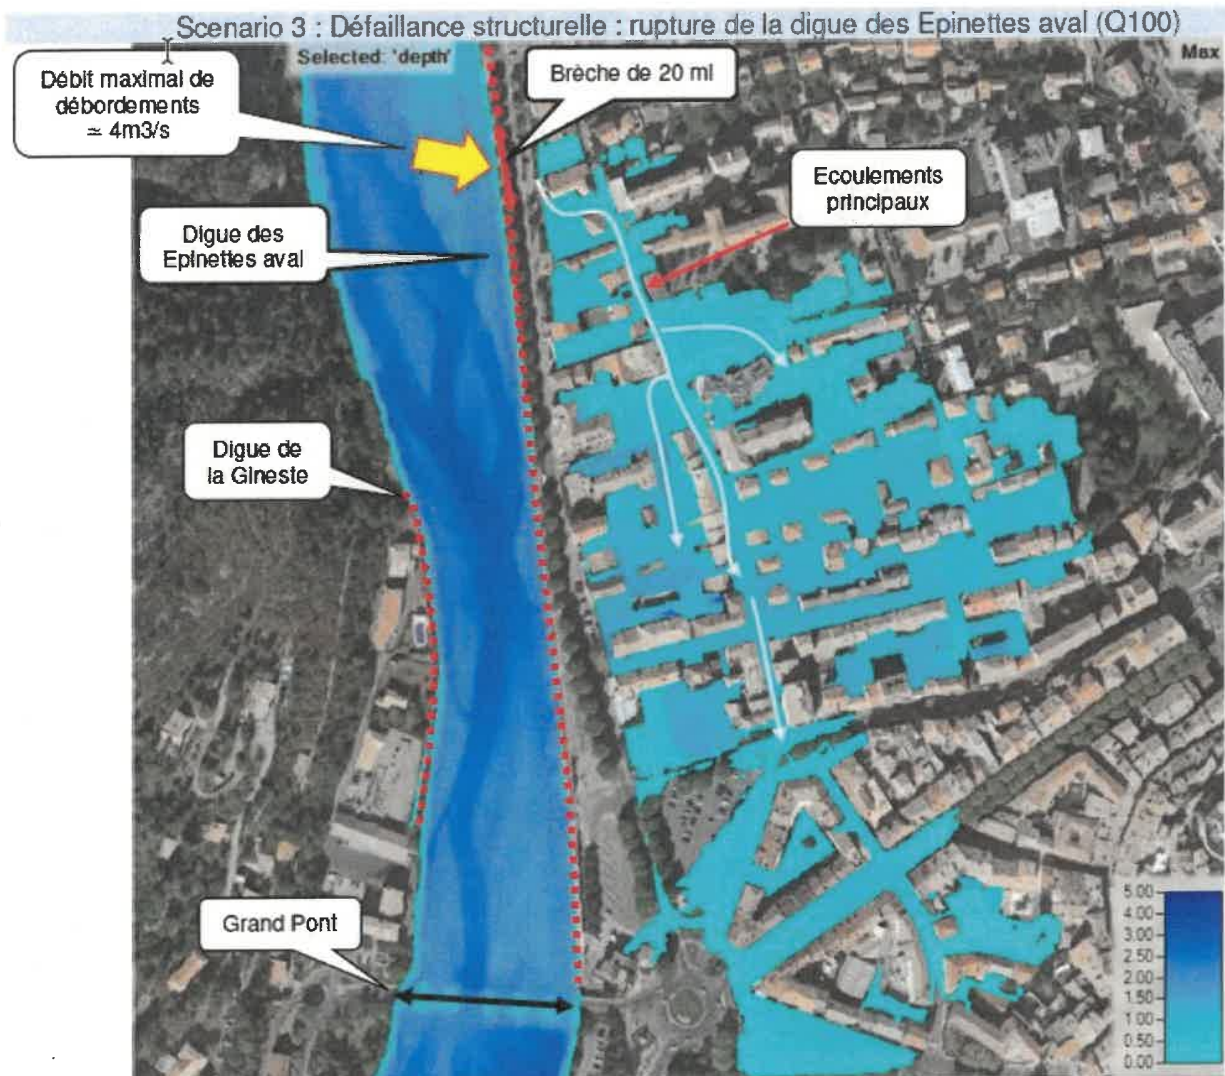 Scenario 3 : Défaillance structurelle : rupture de la digue des Epinettes aval (Q100)
Selected: 'depth'
Max
Débit maximal de
débordements
≃ 4m3/s
Brèche de 20 ml
Ecoulements
principaux
Digue des
Epinettes aval
Digue de
la Gineste
Grand Pont
5.00
4.00
3.00
2.50
2.00
1.50
1.00
0.50
0.00